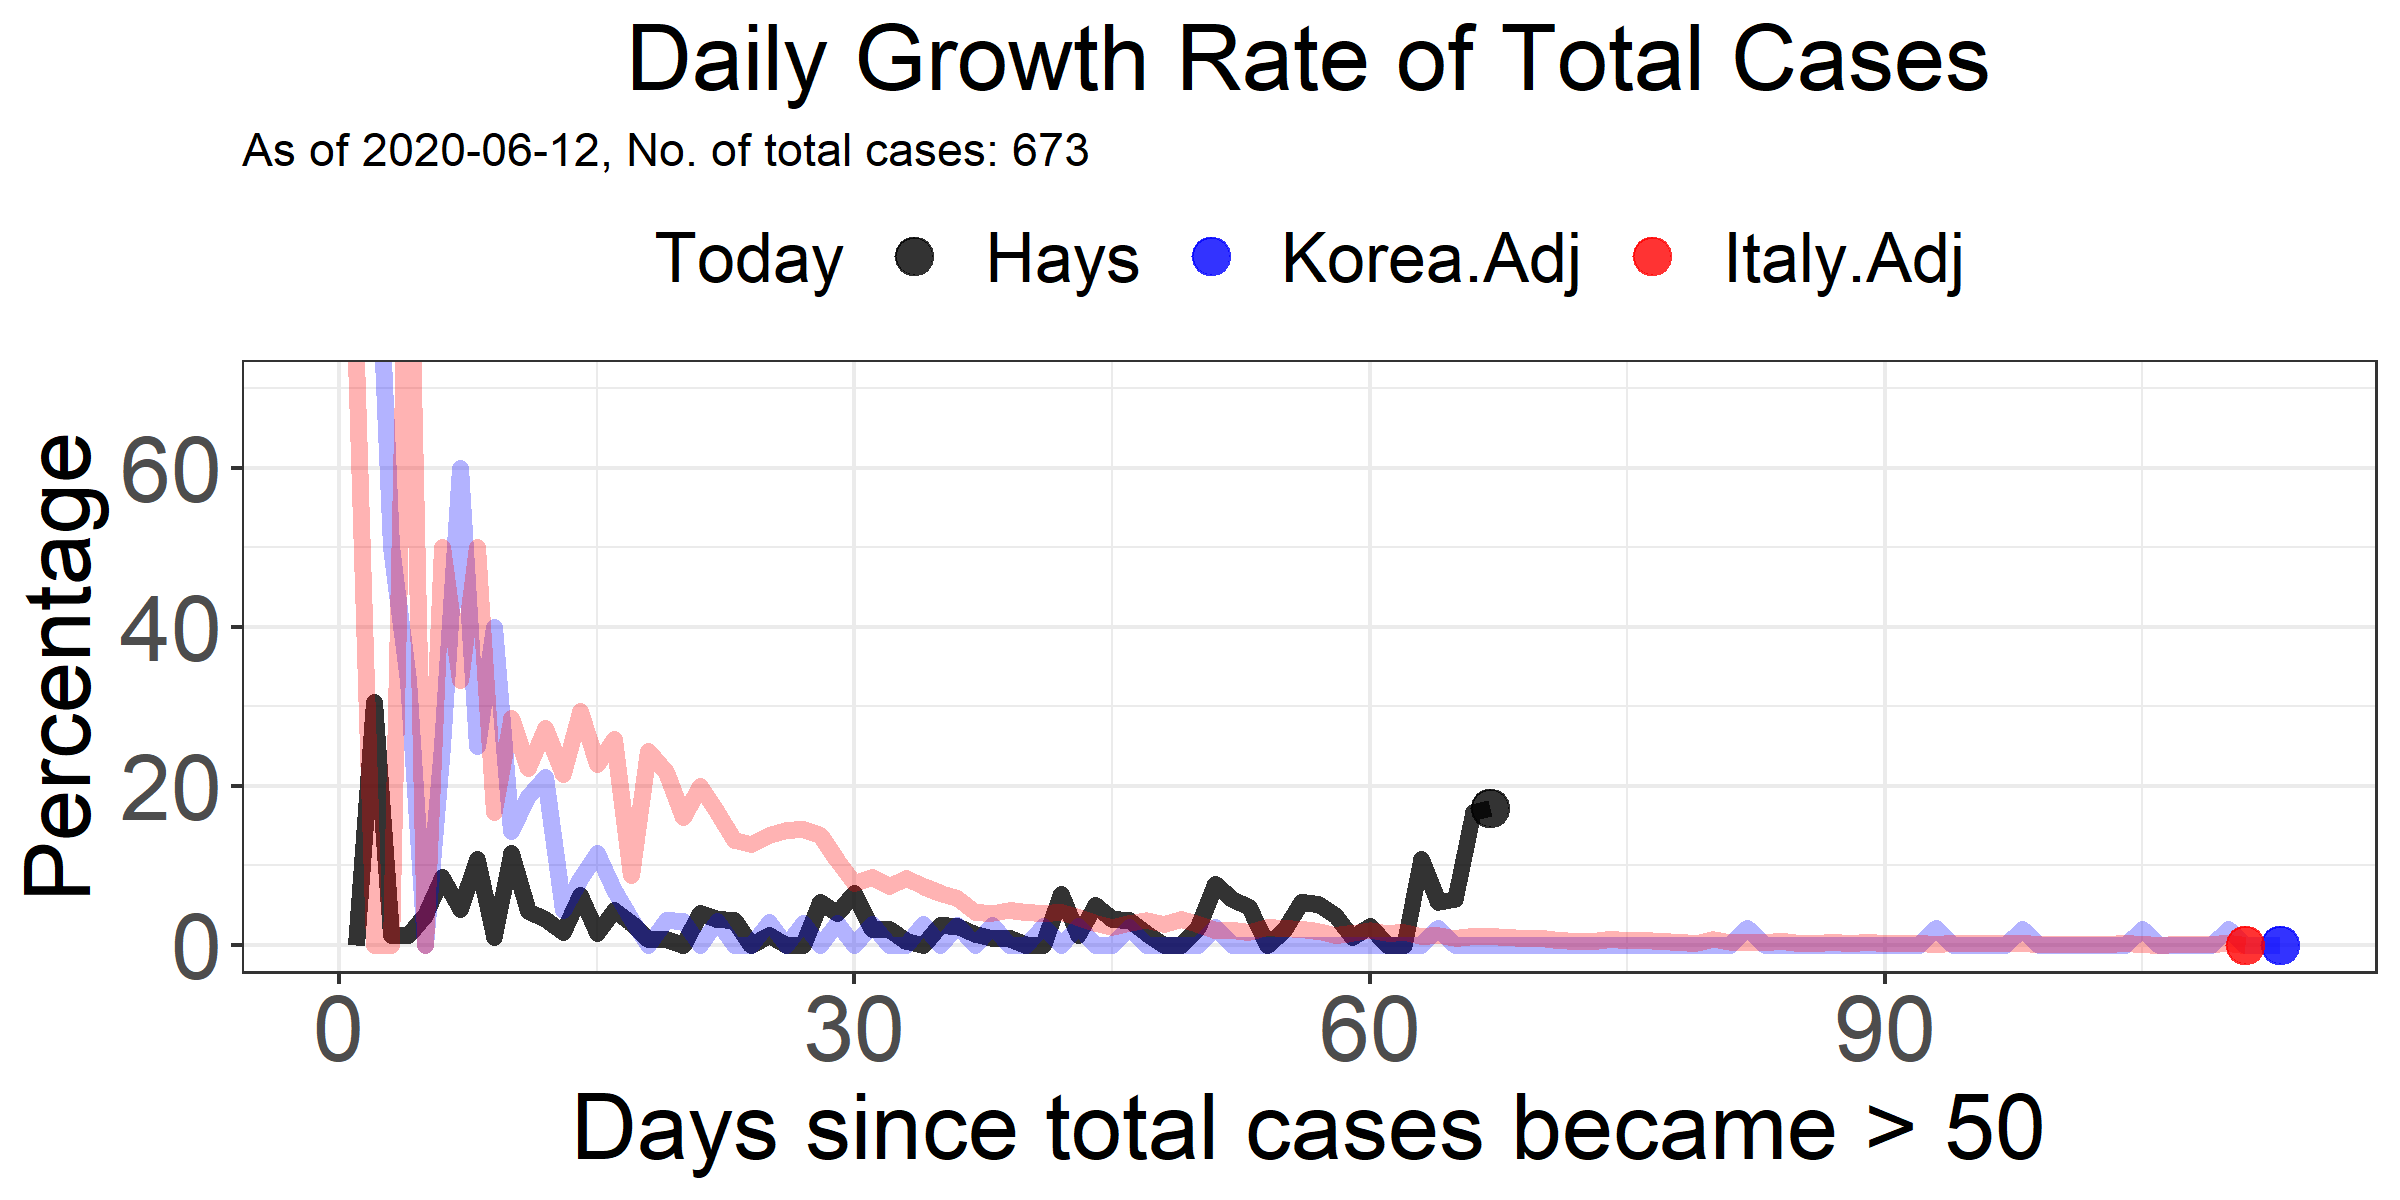 Daily Growth Rate of Total Cases
As of 2020-06-12, No. of total cases: 673
Today Hays Korea.Adj Italy.Adj
Percentage
60
40
20
0
0 30 60 90
Days since total cases became > 50